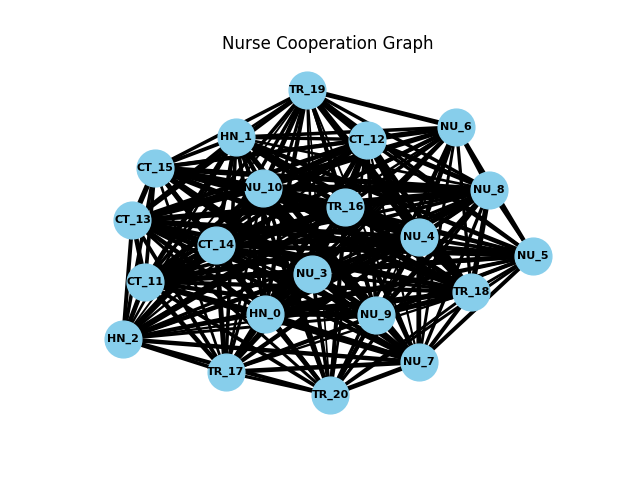 Nurse Cooperation Graph
TR_19
NU_6
HN_1
CT_12
CT_15
NU_10
NU_8
TR_16
CT_13
NU_4
CT_14
NU_5
NU_3
CT_11
TR_18
HN_0
NU_9
HN_2
NU_7
TR_17
TR_20